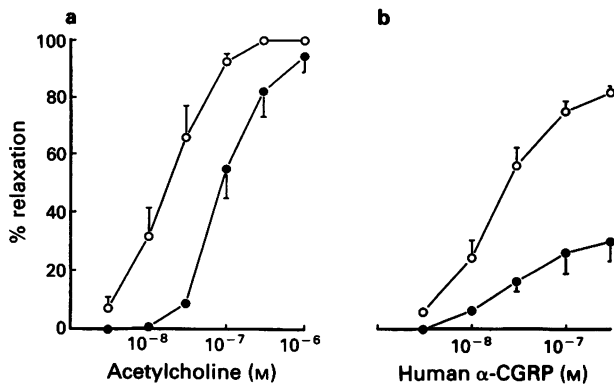 a
b
100
80
60
40
20
0
% relaxation
10⁻⁸ 10⁻⁷ 10⁻⁶
Acetylcholine (M)
10⁻⁸ 10⁻⁷
Human α-CGRP (M)